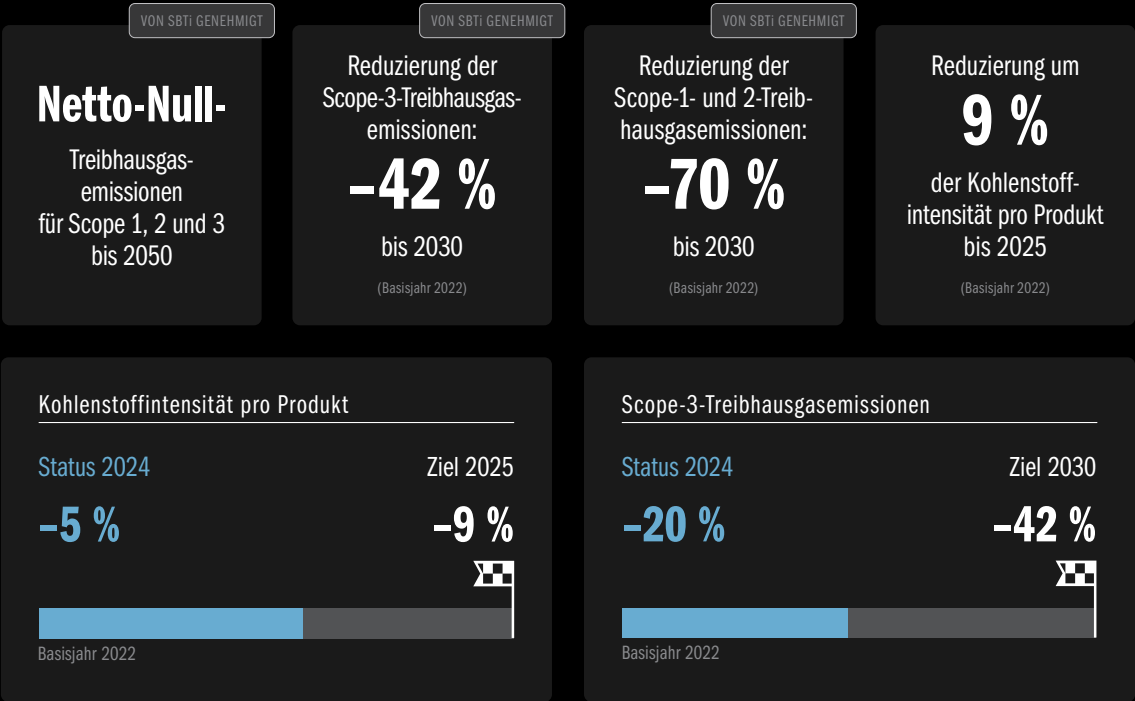 VON SBTi GENEHMIGT
Netto-Null-
Treibhausgas-
emissionen
für Scope 1, 2 und 3
bis 2050
VON SBTi GENEHMIGT
Reduzierung der
Scope-3-Treibhausgas-
emissionen:
–42 %
bis 2030
(Basisjahr 2022)
VON SBTi GENEHMIGT
Reduzierung der
Scope-1- und 2-Treib-
hausgasemissionen:
–70 %
bis 2030
(Basisjahr 2022)
Reduzierung um
9 %
der Kohlenstoff-
intensität pro Produkt
bis 2025
(Basisjahr 2022)
Kohlenstoffintensität pro Produkt
Status 2024 Ziel 2025
–5 % –9 %
Basisjahr 2022
Scope-3-Treibhausgasemissionen
Status 2024 Ziel 2030
–20 % –42 %
Basisjahr 2022